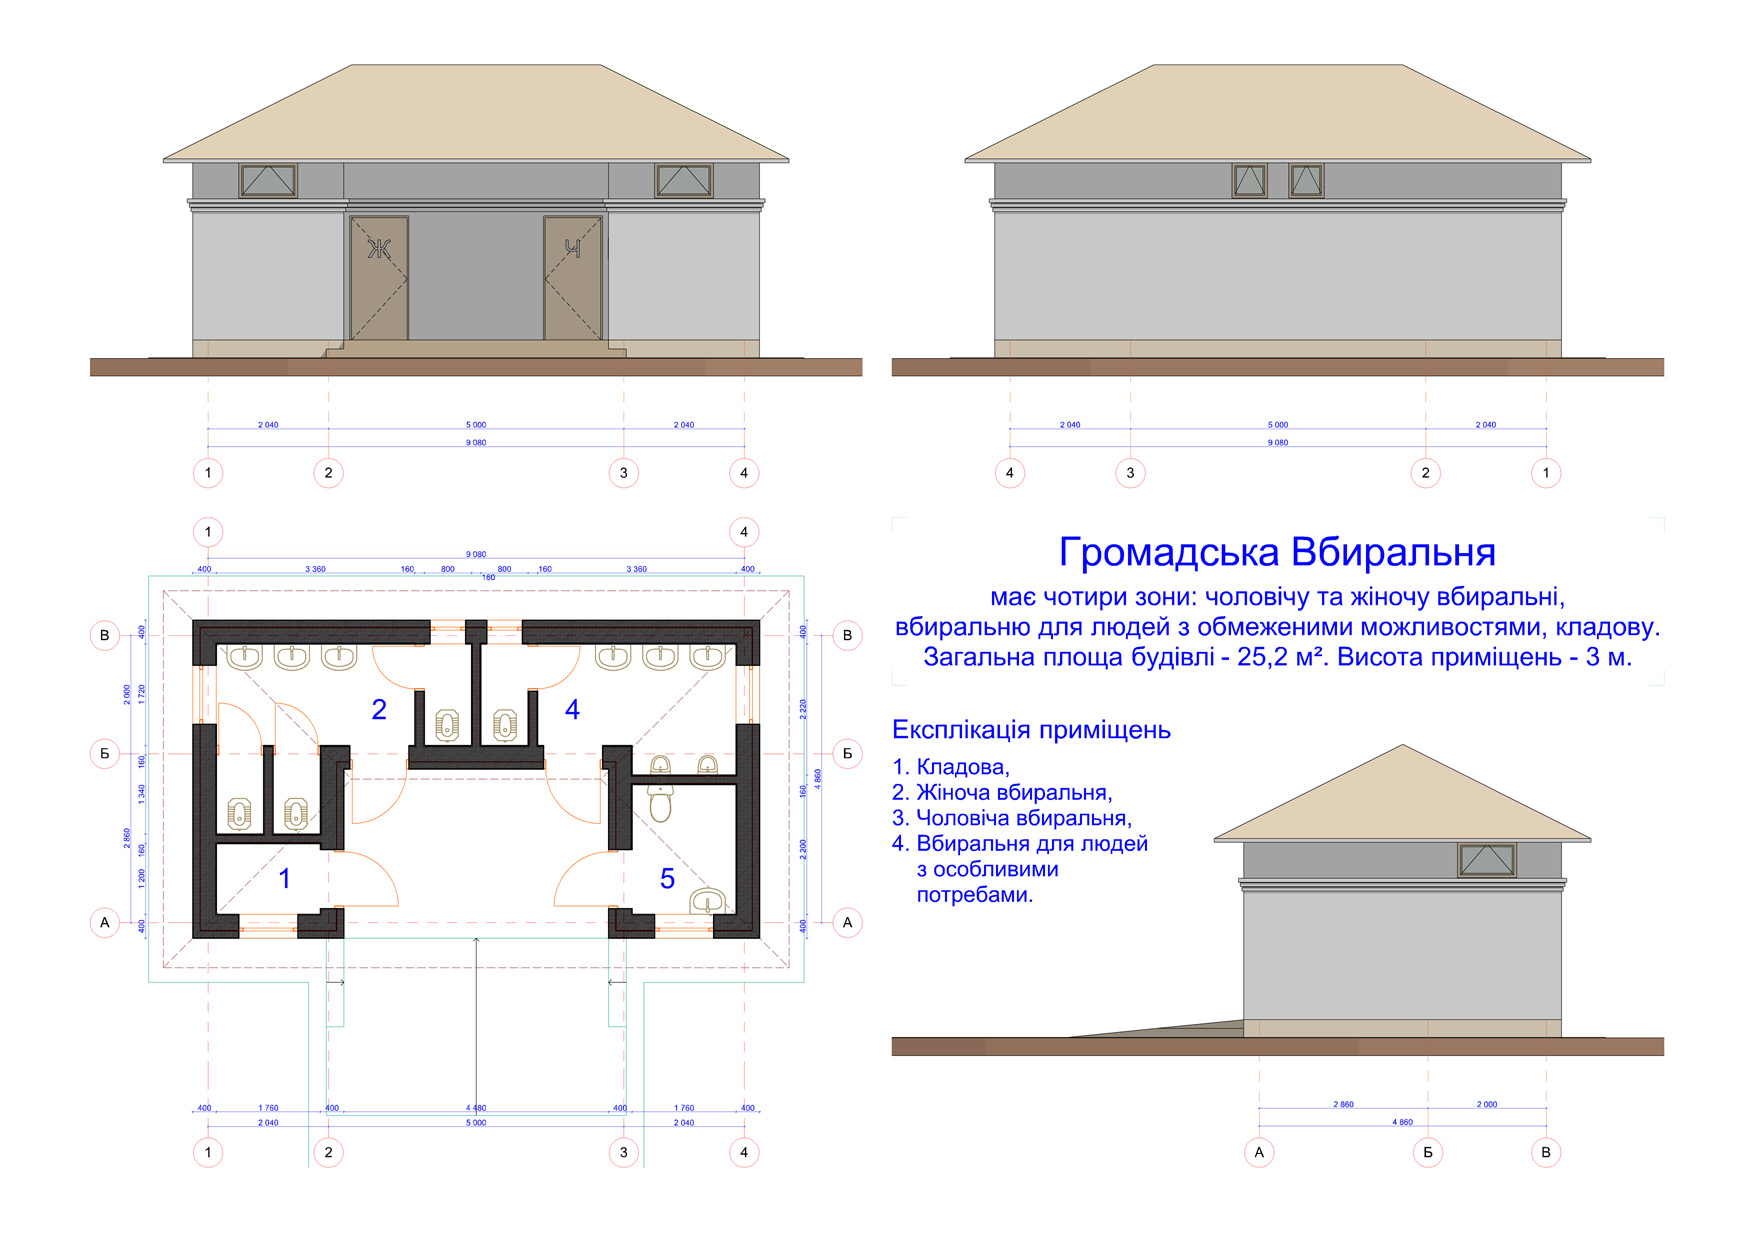 Ж Ч
2 040 5 000 2 040
9 080
1 2 3 4
2 040 5 000 2 040
9 080
4 3 2 1
1 4
9 080
400 3 360 160 800 800 160 3 360 400
160
В В
400 400
2 000 1 720 2 220
2 4
Б Б
160 160 4 860
1 340
2 860 160 2 200
1 200
1 5
А А
400 400
400 1 760 400 4 480 400 1 760 400
2 040 5 000 2 040
1 2 3 4
Громадська Вбиральня
має чотири зони: чоловічу та жіночу вбиральні,
вбиральню для людей з обмеженими можливостями, кладову.
Загальна площа будівлі - 25,2 м². Висота приміщень - 3 м.
Експлікація приміщень
1. Кладова,
2. Жіноча вбиральня,
3. Чоловіча вбиральня,
4. Вбиральня для людей
з особливими
потребами.
2 860 2 000
4 860
А Б В